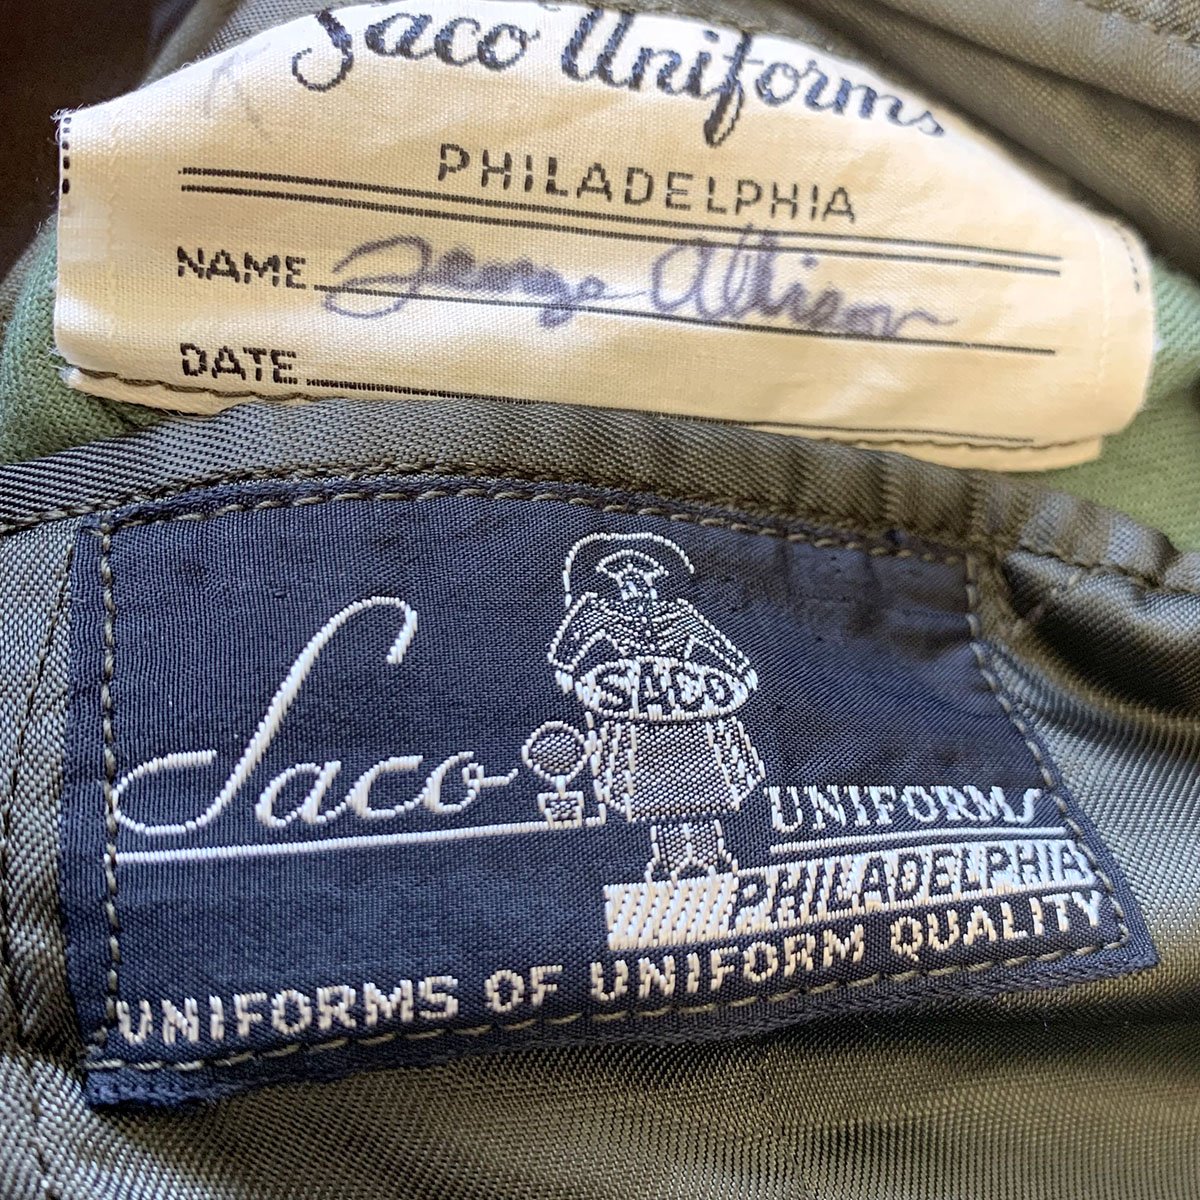 Saco Uniforms
PHILADELPHIA
NAME George Allison
DATE
SACO
Saco
UNIFORMS
PHILADELPHIA
UNIFORMS OF UNIFORM QUALITY